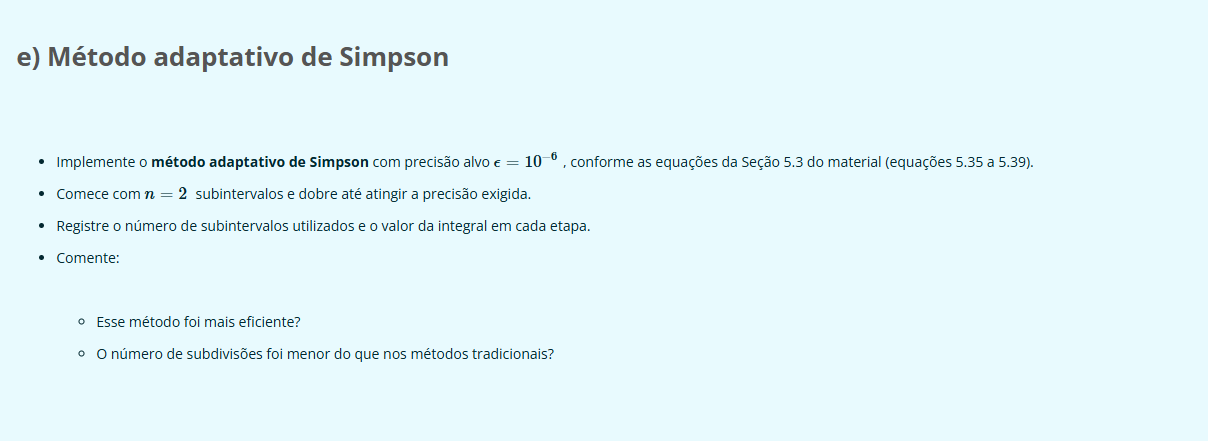 e) Método adaptativo de Simpson
• Implemente o método adaptativo de Simpson com precisão alvo ϵ = 10⁻⁶ , conforme as equações da Seção 5.3 do material (equações 5.35 a 5.39).
• Comece com n = 2 subintervalos e dobre até atingir a precisão exigida.
• Registre o número de subintervalos utilizados e o valor da integral em cada etapa.
• Comente:
◦ Esse método foi mais eficiente?
◦ O número de subdivisões foi menor do que nos métodos tradicionais?